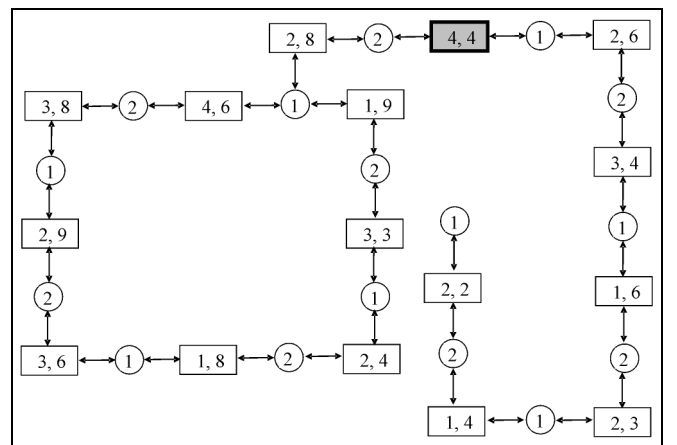 2, 8 2 4, 4 1 2, 6
3, 8 2 4, 6 1 1, 9 2
1 2 3, 4
2, 9 3, 3 1 1
2 1 2, 2 1, 6
3, 6 1 1, 8 2 2, 4 2 2
1, 4 1 2, 3